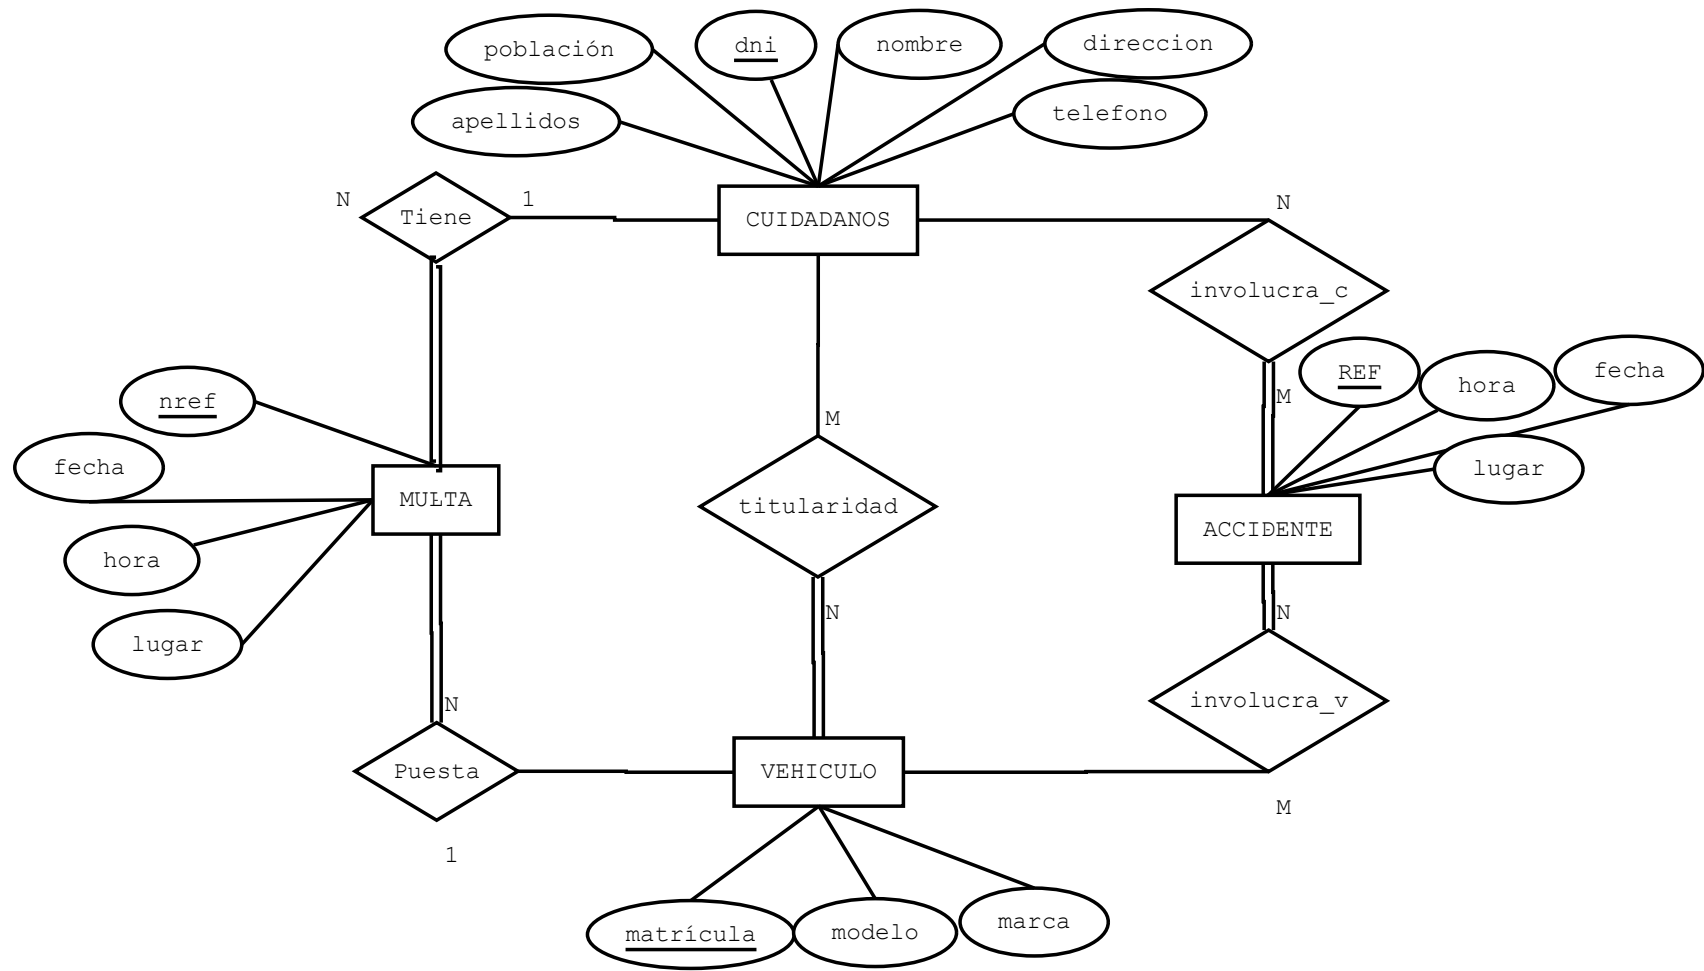 población
dni
nombre
direccion
apellidos
telefono
N
Tiene
1
CUIDADANOS
N
involucra_c
nref
M
REF
hora
fecha
M
fecha
MULTA
titularidad
lugar
ACCIDENTE
hora
N
N
lugar
N
involucra_v
Puesta
VEHICULO
M
1
matrícula
modelo
marca